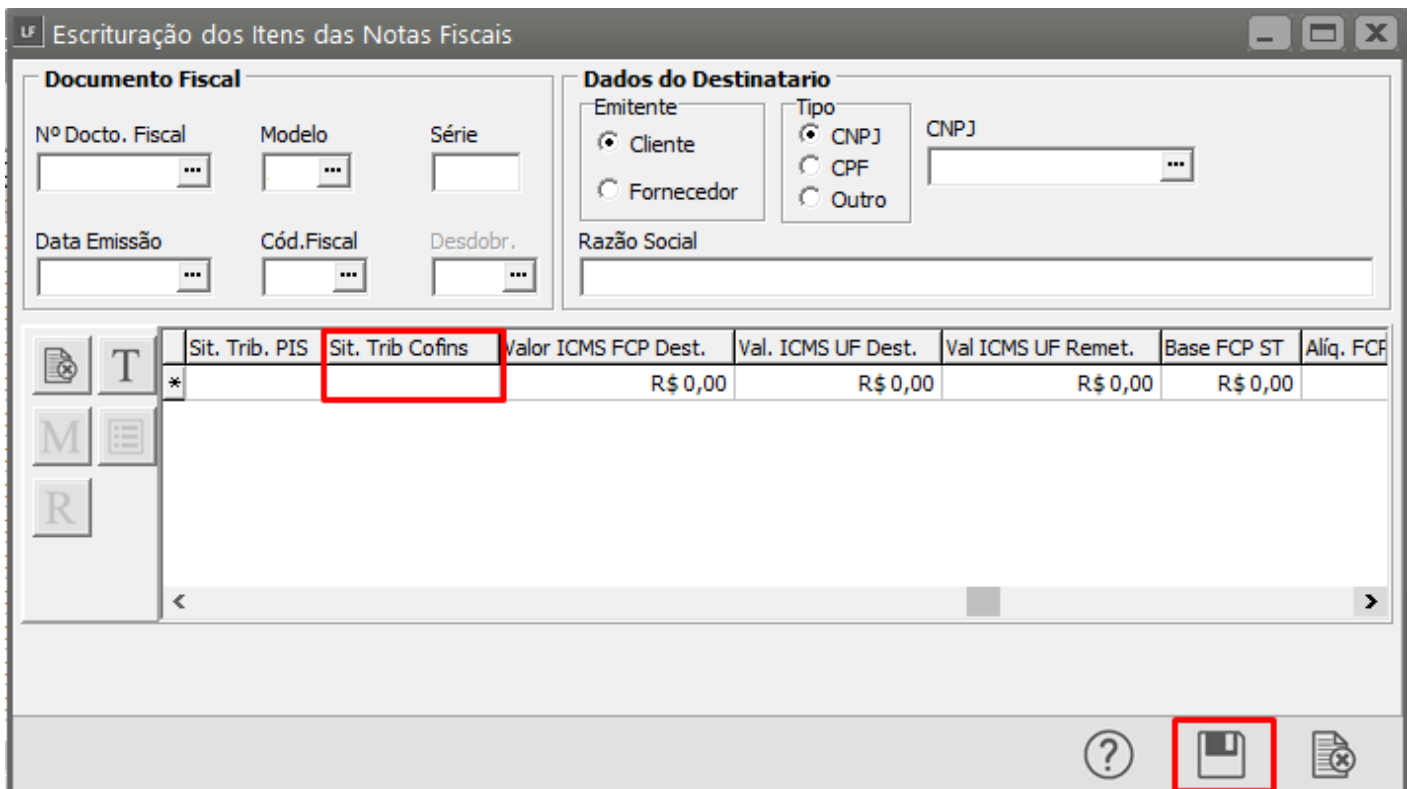 LF Escrituração dos Itens das Notas Fiscais
Documento Fiscal
Nº Docto. Fiscal Modelo Série
Data Emissão Cód.Fiscal Desdobr.
Dados do Destinatario
Emitente
Cliente
Fornecedor
Tipo
CNPJ
CPF
Outro
CNPJ
Razão Social
T
M
R
Sit. Trib. PIS Sit. Trib Cofins Valor ICMS FCP Dest. Val. ICMS UF Dest. Val ICMS UF Remet. Base FCP ST Alíq. FCP
* R$ 0,00 R$ 0,00 R$ 0,00 R$ 0,00